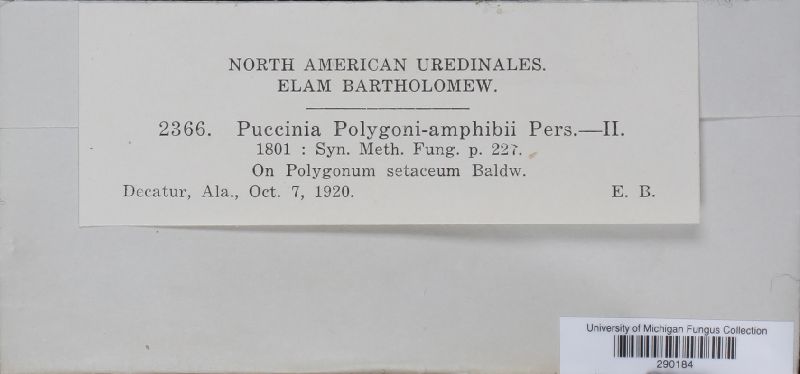 NORTH AMERICAN UREDINALES.
ELAM BARTHOLOMEW.
2366. Puccinia Polygoni-amphibii Pers.—II.
1801 : Syn. Meth. Fung. p. 227.
On Polygonum setaceum Baldw.
Decatur, Ala., Oct. 7, 1920. E. B.
University of Michigan Fungus Collection
290184